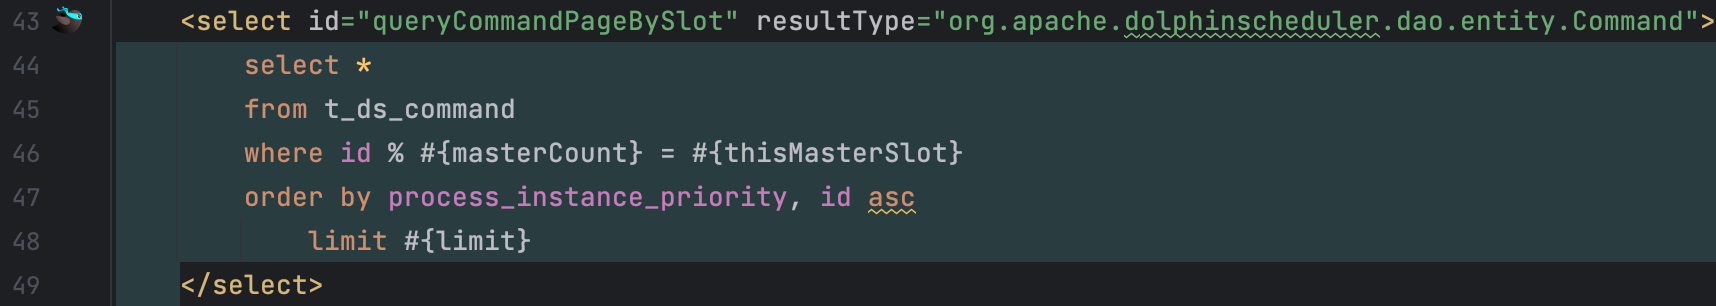 43 <select id="queryCommandPageBySlot" resultType="org.apache.dolphinscheduler.dao.entity.Command">
44 select *
45 from t_ds_command
46 where id % #{masterCount} = #{thisMasterSlot}
47 order by process_instance_priority, id asc
48 limit #{limit}
49 </select>